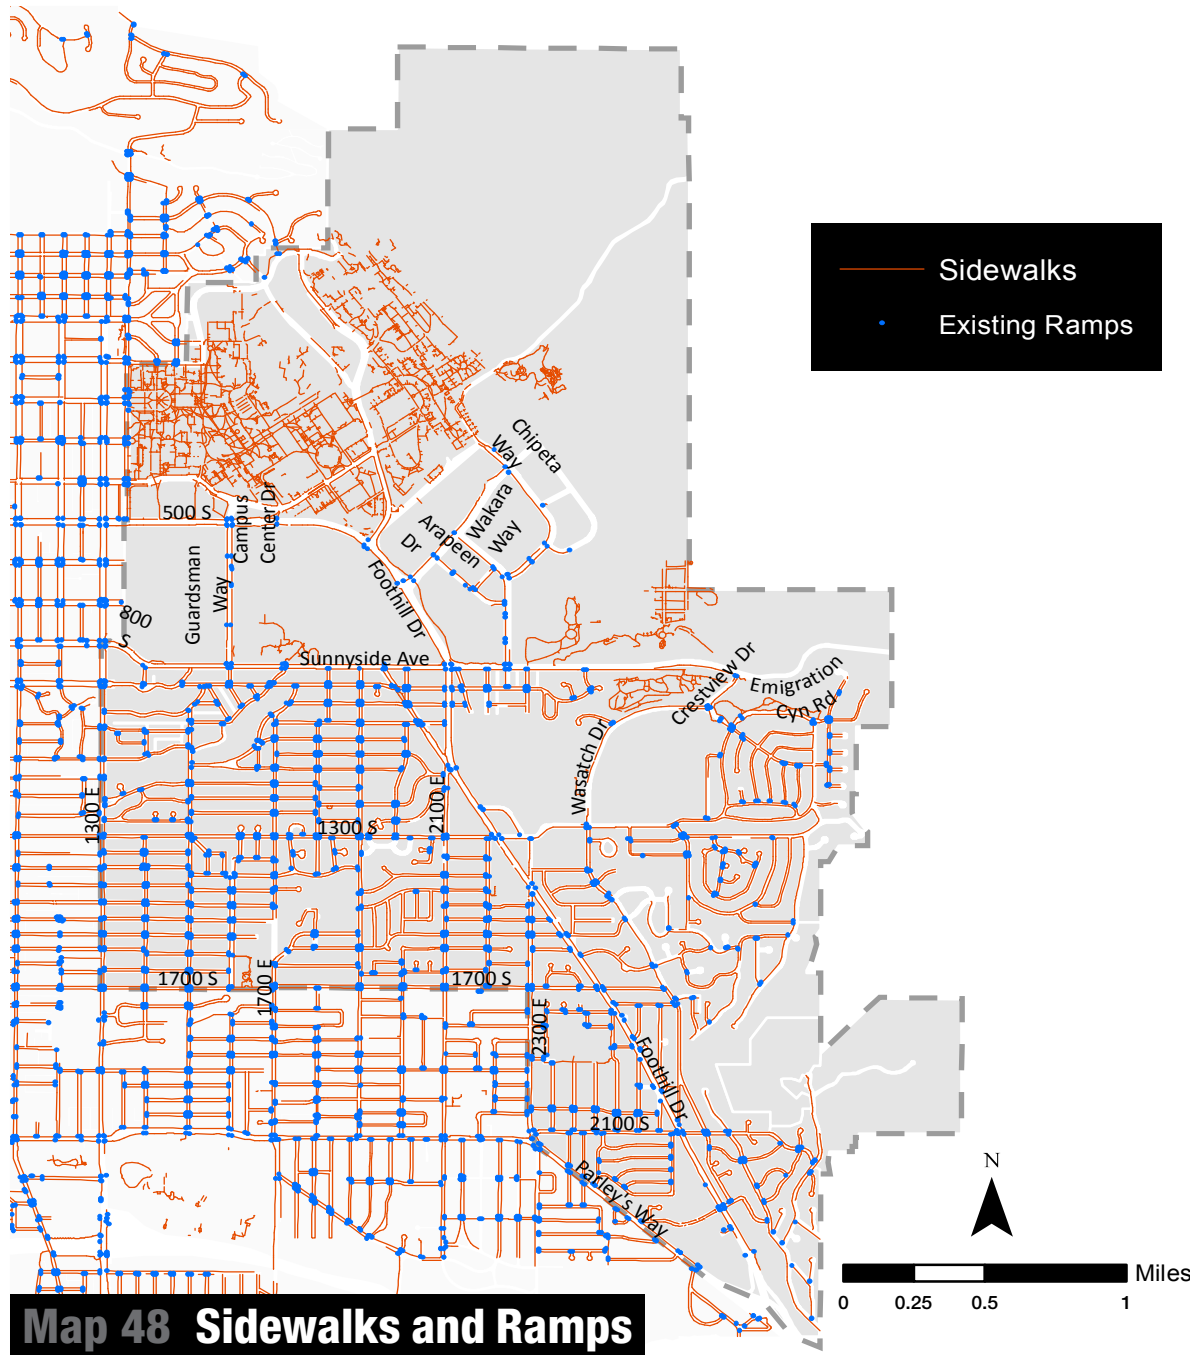 Sidewalks
Existing Ramps
Chipeta
Way
Wakara
Way
Arapeen
Dr
500 S
Campus
Center Dr
Guardsman
Way
Foothill Dr
800
S
Sunnyside Ave
Crestview Dr
Emigration
Cyn Rd
Wasatch Dr
1300 E
1300 S
2100 E
1700 S
1700 E
1700 S
2300 E
Foothill Dr
2100 S
Parley's Way
N
Miles
0 0.25 0.5 1
Map 48 Sidewalks and Ramps